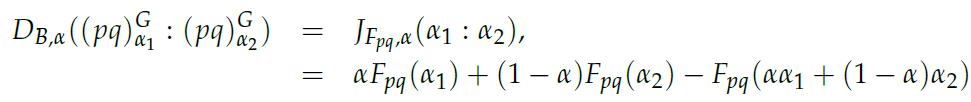 D_{B,α}((pq)^G_{α_1} : (pq)^G_{α_2}) = J_{F_{pq},α}(α_1 : α_2),
= αF_{pq}(α_1) + (1 − α)F_{pq}(α_2) − F_{pq}(αα_1 + (1 − α)α_2)